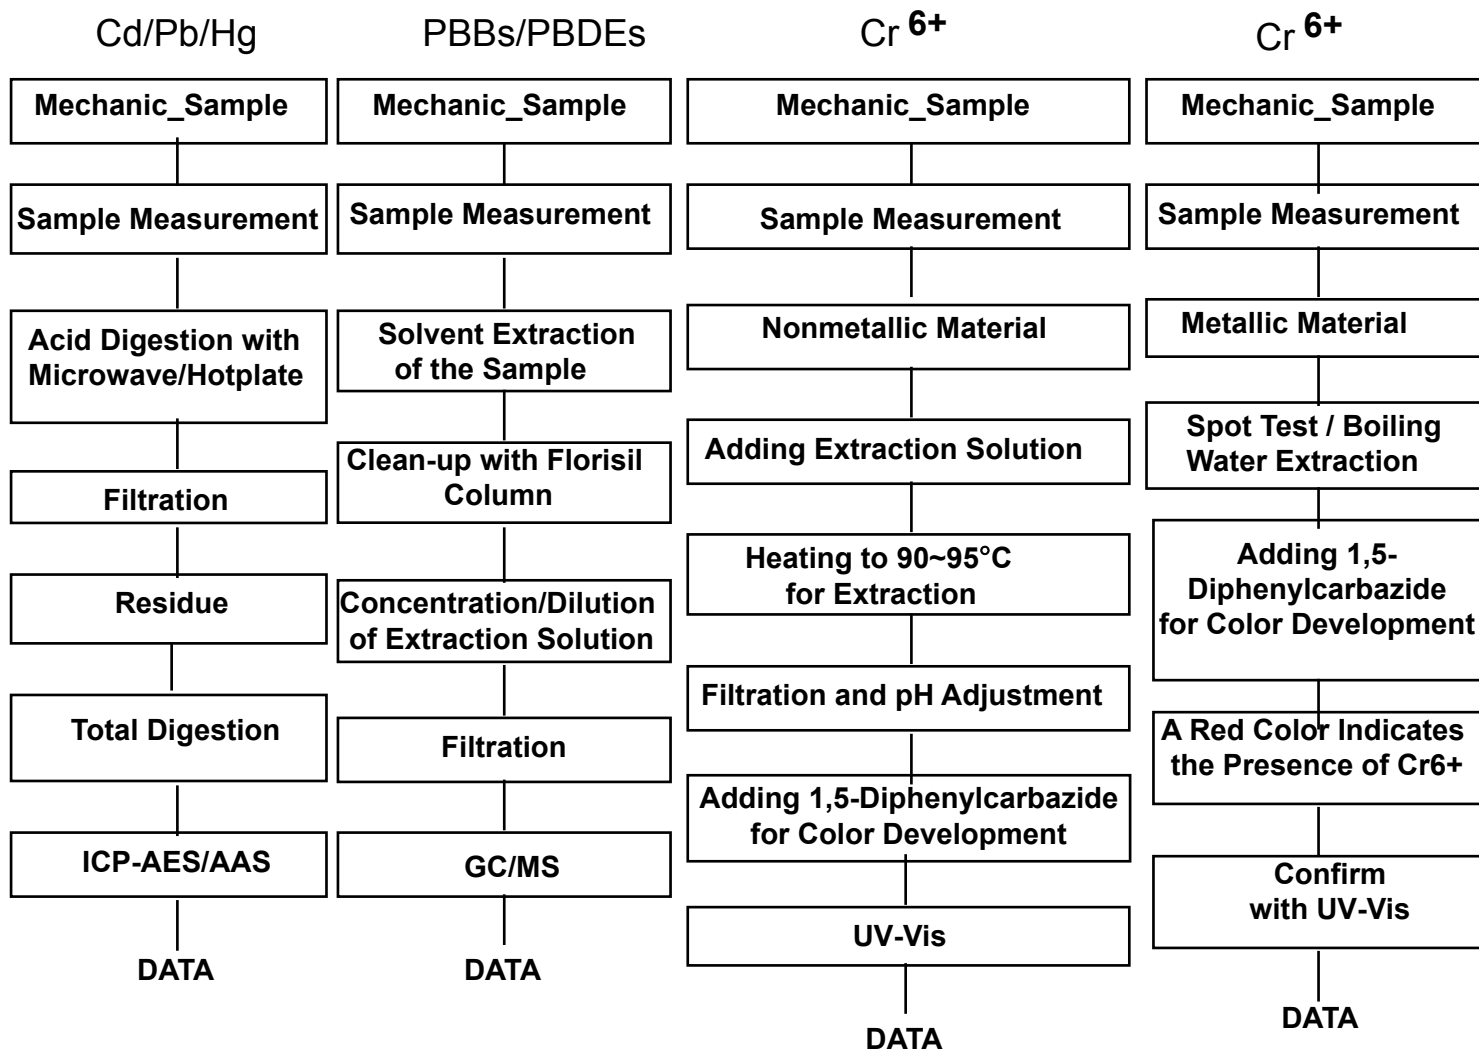 Cd/Pb/Hg
Mechanic_Sample
Sample Measurement
Acid Digestion with
Microwave/Hotplate
Filtration
Residue
Total Digestion
ICP-AES/AAS
DATA
PBBs/PBDEs
Mechanic_Sample
Sample Measurement
Solvent Extraction
of the Sample
Clean-up with Florisil
Column
Concentration/Dilution
of Extraction Solution
Filtration
GC/MS
DATA
Cr 6+
Mechanic_Sample
Sample Measurement
Nonmetallic Material
Adding Extraction Solution
Heating to 90~95°C
for Extraction
Filtration and pH Adjustment
Adding 1,5-Diphenylcarbazide
for Color Development
UV-Vis
DATA
Cr 6+
Mechanic_Sample
Sample Measurement
Metallic Material
Spot Test / Boiling
Water Extraction
Adding 1,5-
Diphenylcarbazide
for Color Development
A Red Color Indicates
the Presence of Cr6+
Confirm
with UV-Vis
DATA